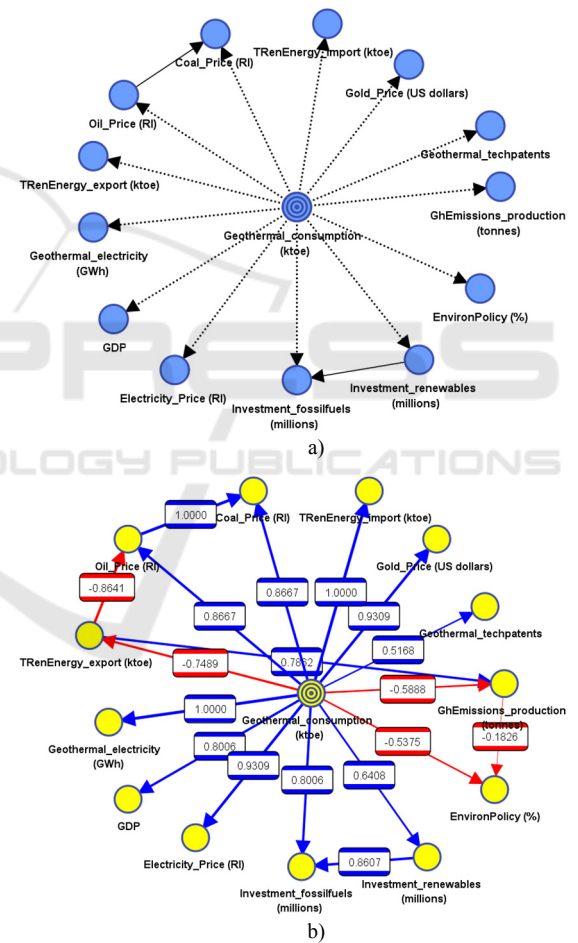 Coal_Price (RI)
TRenEnergy_import (ktoe)
Gold_Price (US dollars)
Oil_Price (RI)
Geothermal_techpatents
TRenEnergy_export (ktoe)
GhEmissions_production
(tonnes)
Geothermal_consumption
(ktoe)
Geothermal_electricity
(GWh)
EnvironPolicy (%)
GDP
Electricity_Price (RI)
Investment_fossilfuels
(millions)
Investment_renewables
(millions)
a)
PRESS
OLOGY PUBLICATIONS
1.0000
Coal_Price (RI)
TRenEnergy_import (ktoe)
Oil_Price (RI)
Gold_Price (US dollars)
-0.8641
0.8667
1.0000
0.8667
0.9309
0.5168
Geothermal_techpatents
TRenEnergy_export (ktoe)
-0.7489
0.7862
-0.5888
GhEmissions_production
(tonnes)
1.0000
Geothermal_consumption
(ktoe)
-0.1826
Geothermal_electricity
(GWh)
0.8006
-0.5375
0.9309
0.8006
0.6408
EnvironPolicy (%)
GDP
Electricity_Price (RI)
0.8607
Investment_fossilfuels
(millions)
Investment_renewables
(millions)
b)